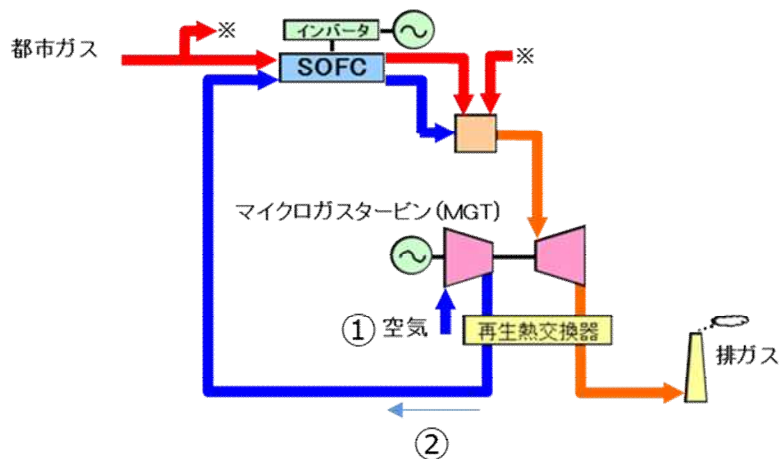 インバータ
都市ガス
※
SOFC
※
マイクロガスタービン(MGT)
① 空気
再生熱交換器
排ガス
②